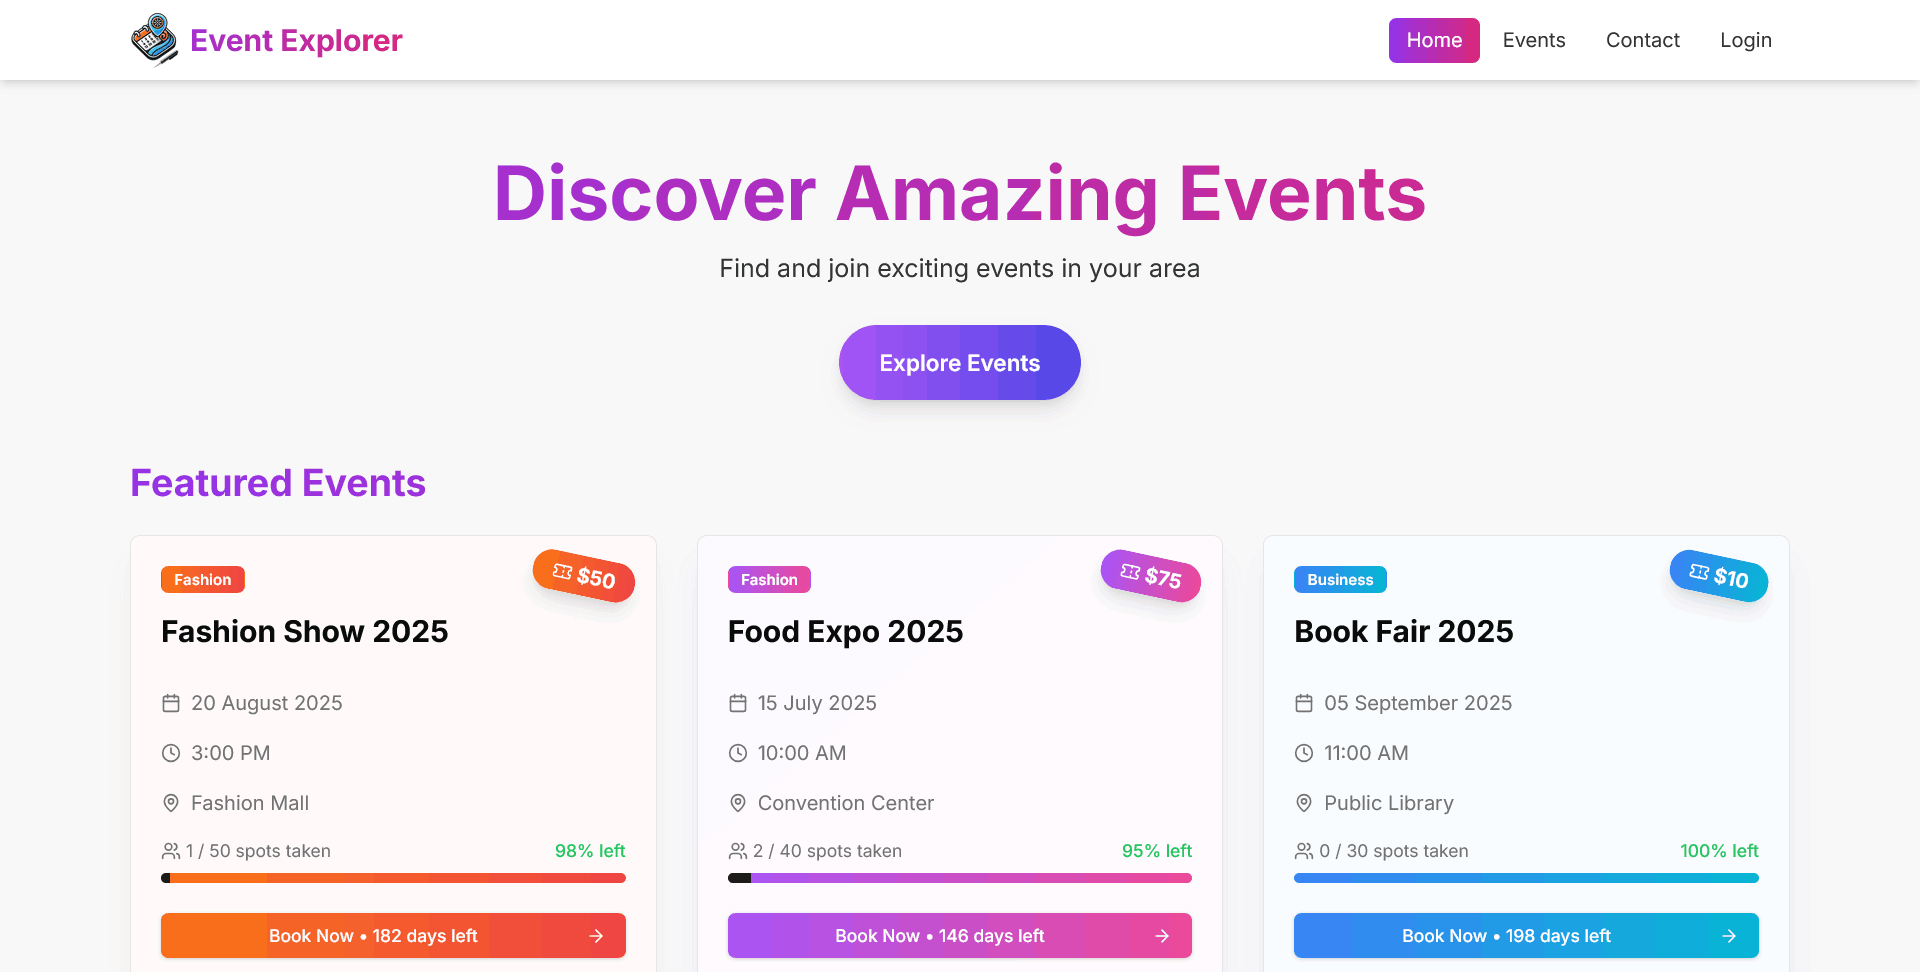 Event Explorer
Home
Events
Contact
Login
Discover Amazing Events
Find and join exciting events in your area
Explore Events
Featured Events
Fashion
$50
Fashion Show 2025
20 August 2025
3:00 PM
Fashion Mall
1 / 50 spots taken
98% left
Book Now • 182 days left
Fashion
$75
Food Expo 2025
15 July 2025
10:00 AM
Convention Center
2 / 40 spots taken
95% left
Book Now • 146 days left
Business
$10
Book Fair 2025
05 September 2025
11:00 AM
Public Library
0 / 30 spots taken
100% left
Book Now • 198 days left